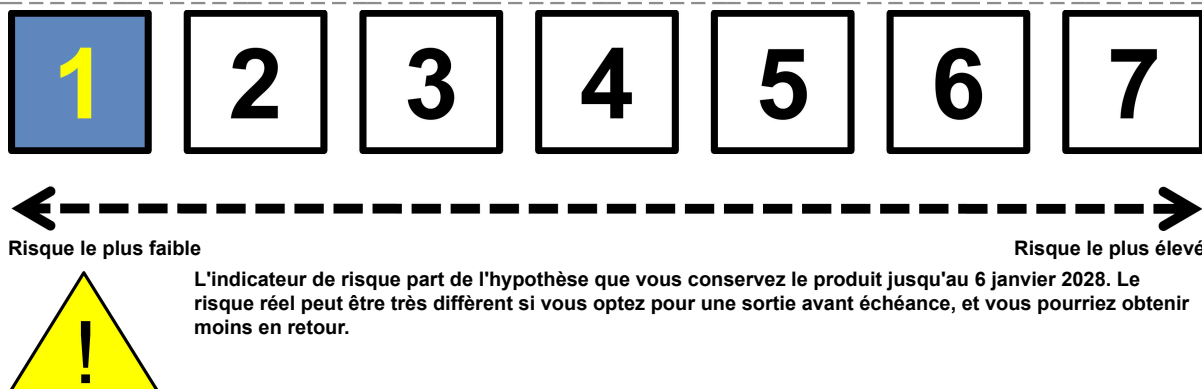 1 2 3 4 5 6 7
Risque le plus faible Risque le plus élevé
L'indicateur de risque part de l'hypothèse que vous conservez le produit jusqu'au 6 janvier 2028. Le
risque réel peut être très diffèrent si vous optez pour une sortie avant échéance, et vous pourriez obtenir
moins en retour.
!